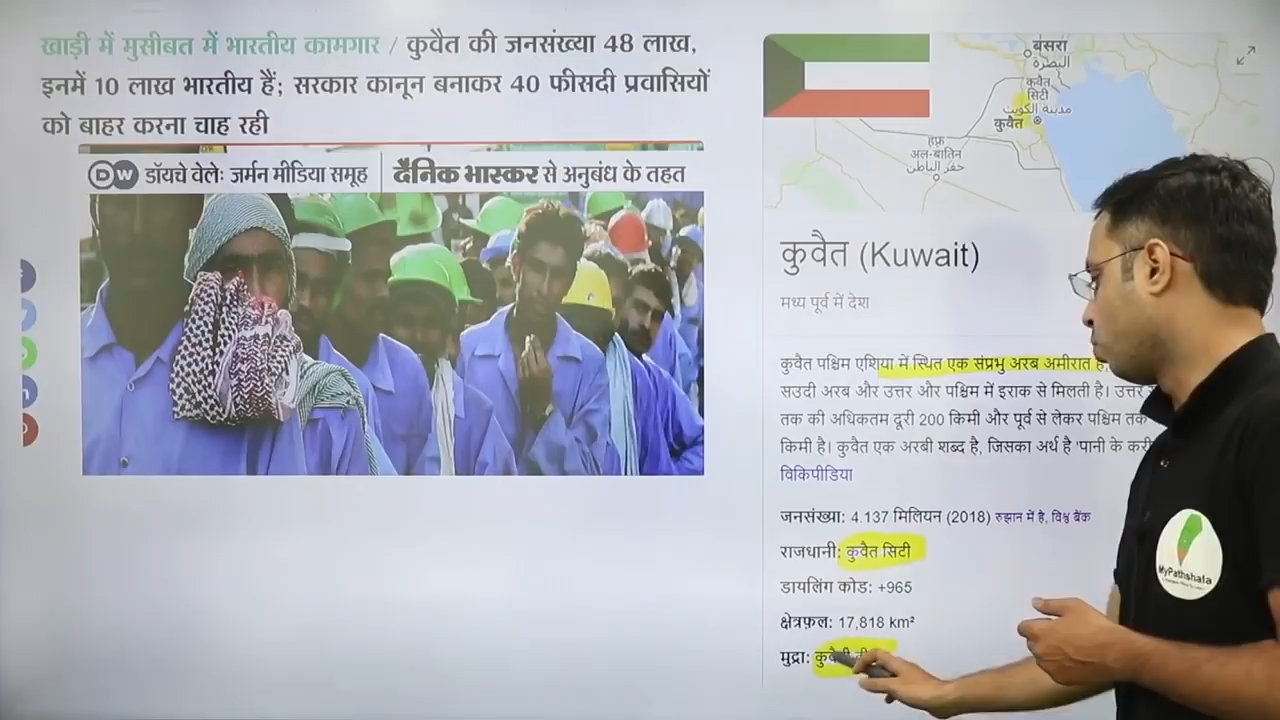 खाड़ी में मुसीबत में भारतीय कामगार / कुवैत की जनसंख्या 48 लाख,
इनमें 10 लाख भारतीय हैं; सरकार कानून बनाकर 40 फीसदी प्रवासियों
को बाहर करना चाह रही
DW डॉयचे वेलेः जर्मन मीडिया समूह | दैनिक भास्कर से अनुबंध के तहत
बसरा
البصرة
कुवैत
सिटी
مدينة الكويت
कुवैत
हफ़्र
अल-बातिन
حفر الباطن
कुवैत (Kuwait)
मध्य पूर्व में देश
कुवैत पश्चिम एशिया में स्थित एक संप्रभु अरब अमीरात है,
सउदी अरब और उत्तर और पश्चिम में इराक से मिलती है। उत्तर
तक की अधिकतम दूरी 200 किमी और पूर्व से लेकर पश्चिम तक
किमी है। कुवैत एक अरबी शब्द है, जिसका अर्थ है 'पानी के
विकिपीडिया
जनसंख्या: 4.137 मिलियन (2018) रुझान में है, विश्व बैंक
राजधानी: कुवैत सिटी
डायलिंग कोड: +965
क्षेत्रफ़ल: 17,818 km²
मुद्रा:
MyPathshala